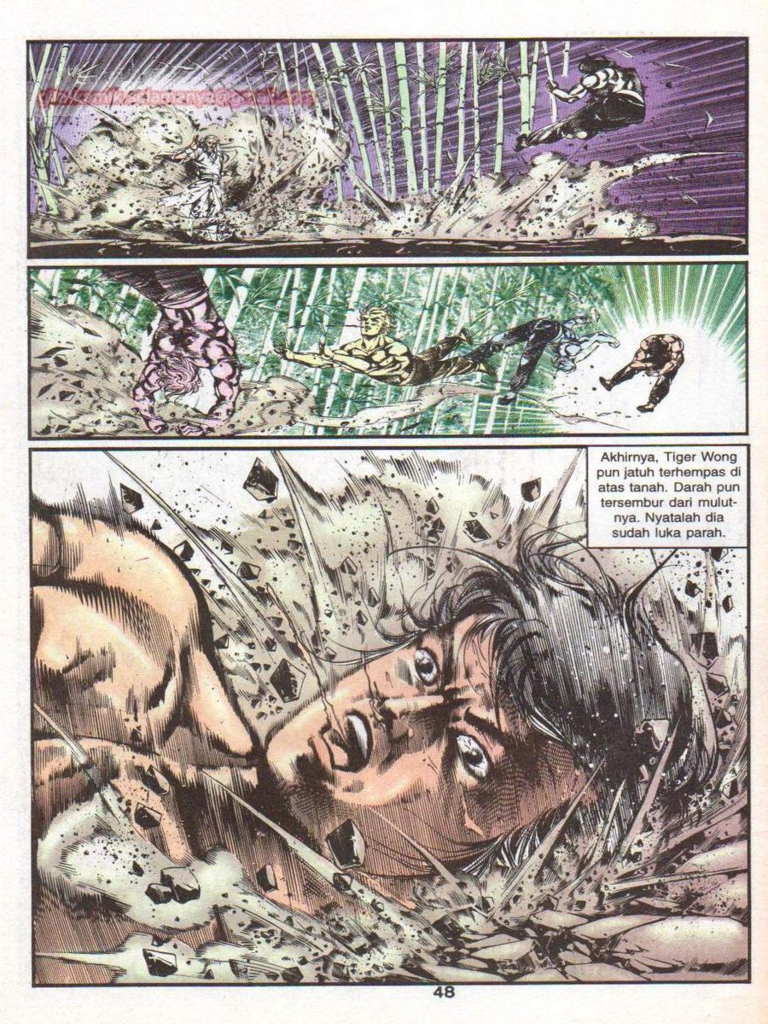 Akhirnya, Tiger Wong
pun jatuh terhempas di
atas tanah. Darah pun
tersembur dari mulut-
nya. Nyatalah dia
sudah luka parah.
48